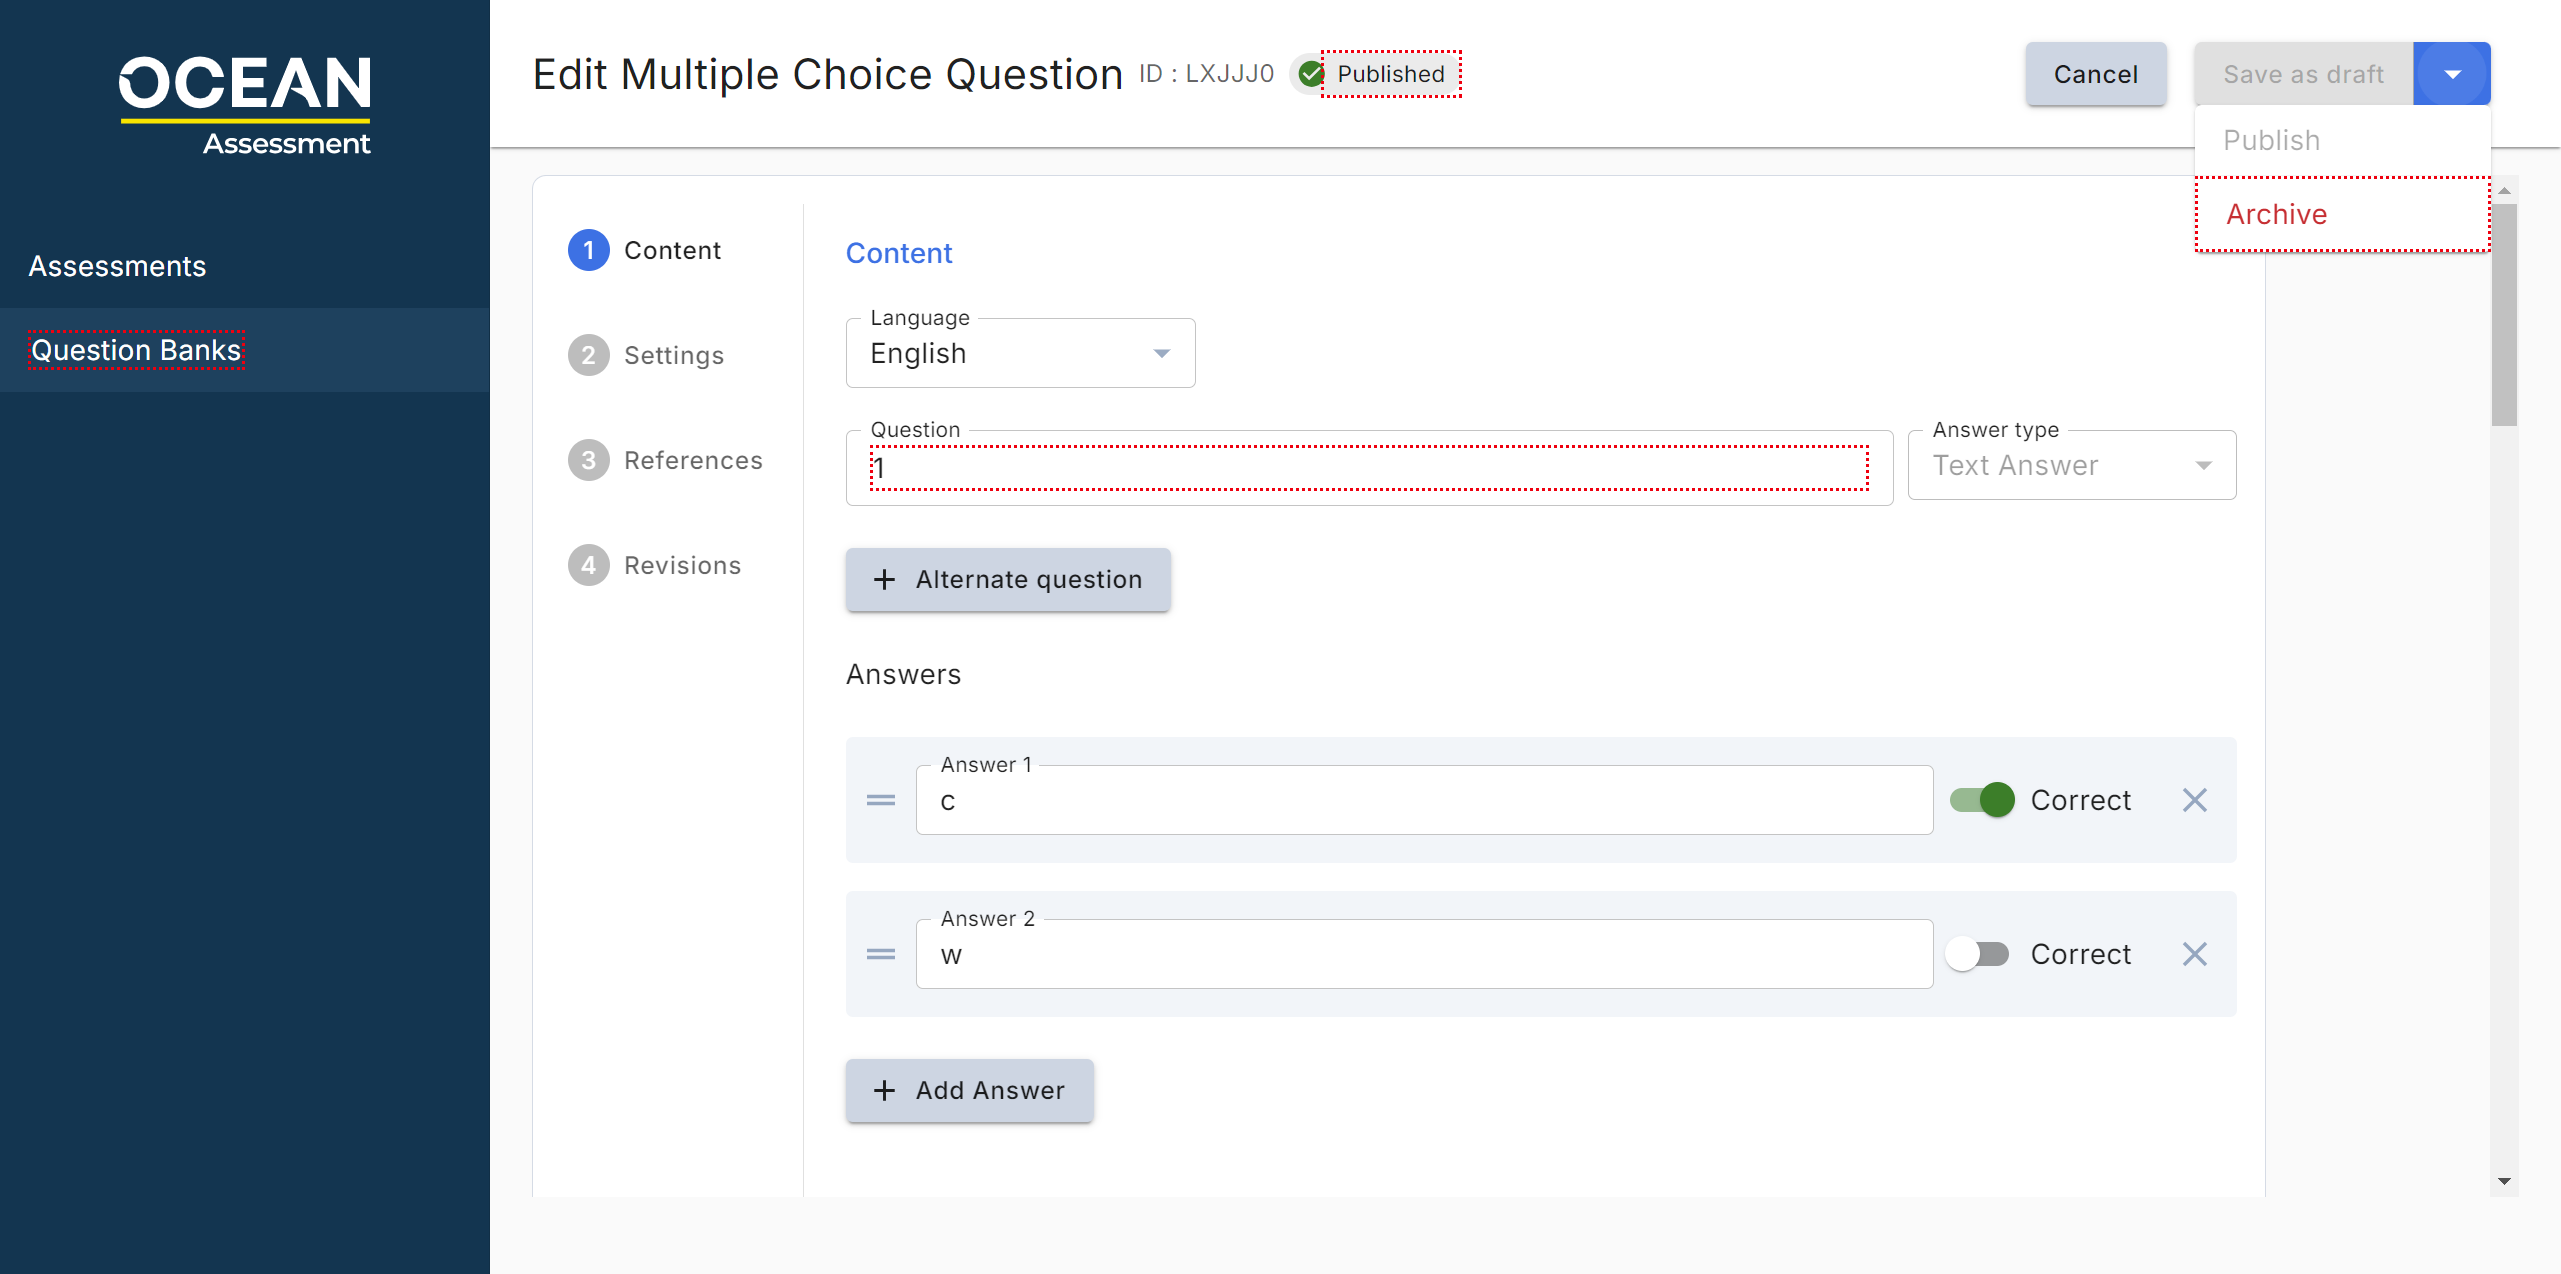 OCEAN
Assessment
Assessments
Question Banks
Edit Multiple Choice Question ID : LXJJJ0 Published
Cancel
Save as draft
Publish
Archive
1 Content
2 Settings
3 References
4 Revisions
Content
Language
English
Question
1
Answer type
Text Answer
Alternate question
Answers
Answer 1
c
Correct
Answer 2
w
Correct
Add Answer